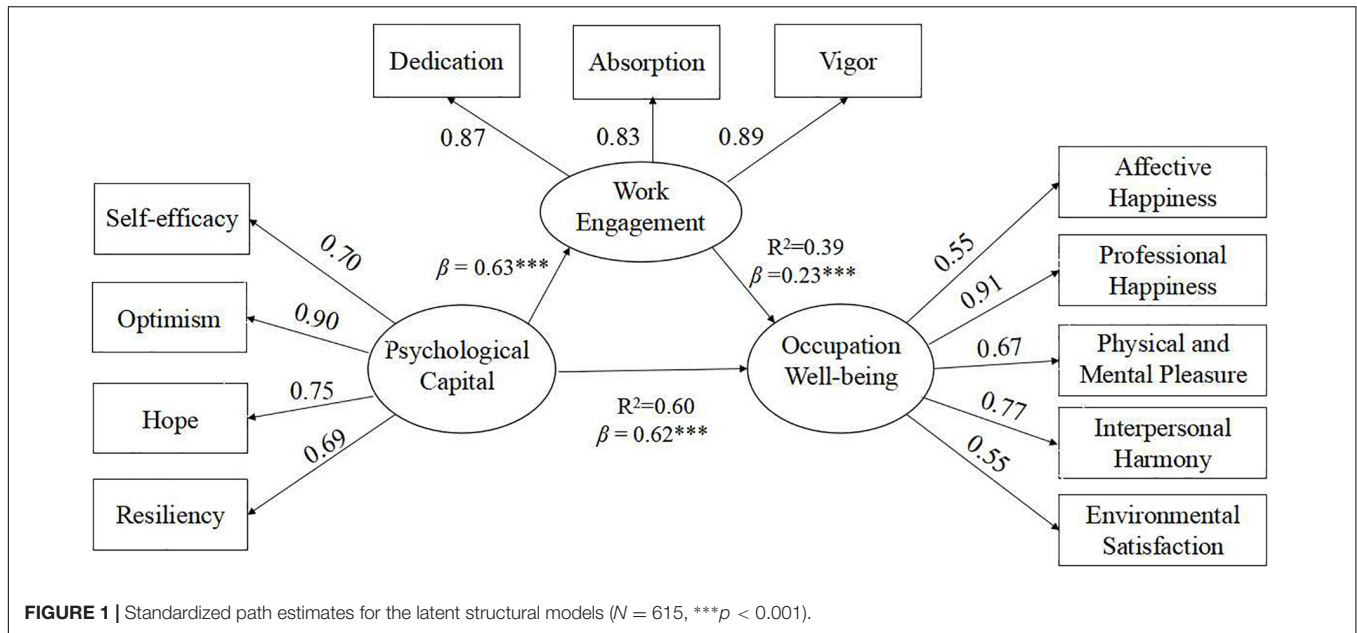 Dedication
Absorption
Vigor
0.87
0.83
0.89
Work
Engagement
Self-efficacy
0.70
Optimism
0.90
Hope
0.75
Resiliency
0.69
Psychological
Capital
β = 0.63***
R²=0.39
β = 0.23***
R²=0.60
β = 0.62***
Occupation
Well-being
0.55
Affective
Happiness
0.91
Professional
Happiness
0.67
Physical and
Mental Pleasure
0.77
Interpersonal
Harmony
0.55
Environmental
Satisfaction
FIGURE 1 | Standardized path estimates for the latent structural models (N = 615, ***p < 0.001).